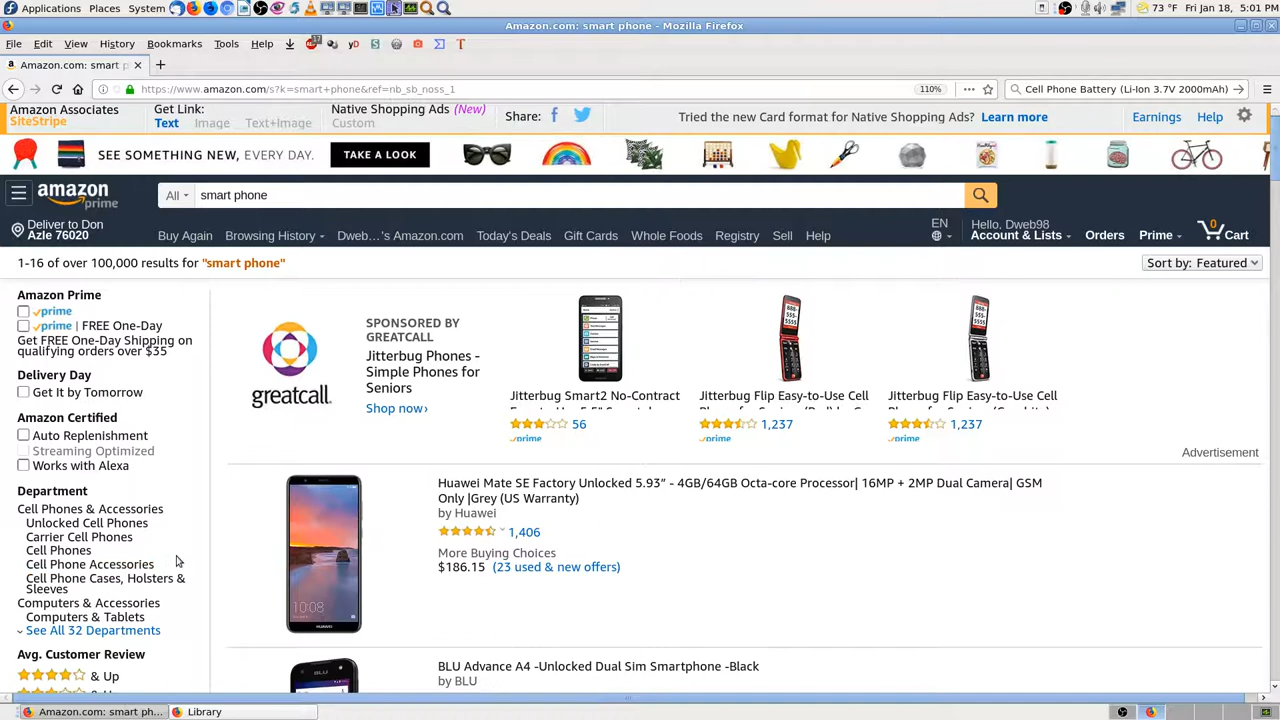 Applications Places System 73 °F Fri Jan 18, 5:01 PM
Amazon.com: smart phone - Mozilla Firefox
File Edit View History Bookmarks Tools Help
Amazon.com: smart p
https://www.amazon.com/s?k=smart+phone&ref=nb_sb_noss_1 110% Cell Phone Battery (Li-Ion 3.7V 2000mAh)
Amazon Associates Get Link: Native Shopping Ads (New)
SiteStripe Text Image Text+Image Custom Share: Tried the new Card format for Native Shopping Ads? Learn more Earnings Help
SEE SOMETHING NEW, EVERY DAY. TAKE A LOOK
amazon prime All smart phone
Deliver to Don EN Hello, Dweb98 0
Azle 76020 Buy Again Browsing History Dweb...'s Amazon.com Today's Deals Gift Cards Whole Foods Registry Sell Help Account & Lists Orders Prime Cart
1-16 of over 100,000 results for "smart phone" Sort by: Featured
Amazon Prime
prime
prime | FREE One-Day
Get FREE One-Day Shipping on
qualifying orders over $35
Delivery Day
Get It by Tomorrow
Amazon Certified
Auto Replenishment
Streaming Optimized
Works with Alexa
Department
Cell Phones & Accessories
Unlocked Cell Phones
Carrier Cell Phones
Cell Phones
Cell Phone Accessories
Cell Phone Cases, Holsters &
Sleeves
Computers & Accessories
Computers & Tablets
See All 32 Departments
Avg. Customer Review
& Up
greatcall
SPONSORED BY
GREATCALL
Jitterbug Phones -
Simple Phones for
Seniors
Shop now›
Jitterbug Smart2 No-Contract
56
prime
Jitterbug Flip Easy-to-Use Cell
1,237
prime
Jitterbug Flip Easy-to-Use Cell
1,237
prime
Advertisement
10:08
HUAWEI
Huawei Mate SE Factory Unlocked 5.93” - 4GB/64GB Octa-core Processor| 16MP + 2MP Dual Camera| GSM
Only |Grey (US Warranty)
by Huawei
1,406
More Buying Choices
$186.15 (23 used & new offers)
BLU
BLU Advance A4 -Unlocked Dual Sim Smartphone -Black
by BLU
Amazon.com: smart ph... Library